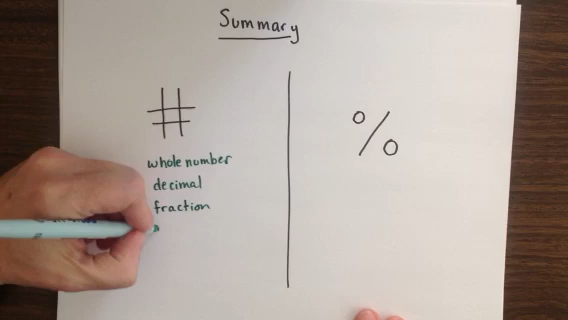 Summary
#
%
whole number
decimal
fraction